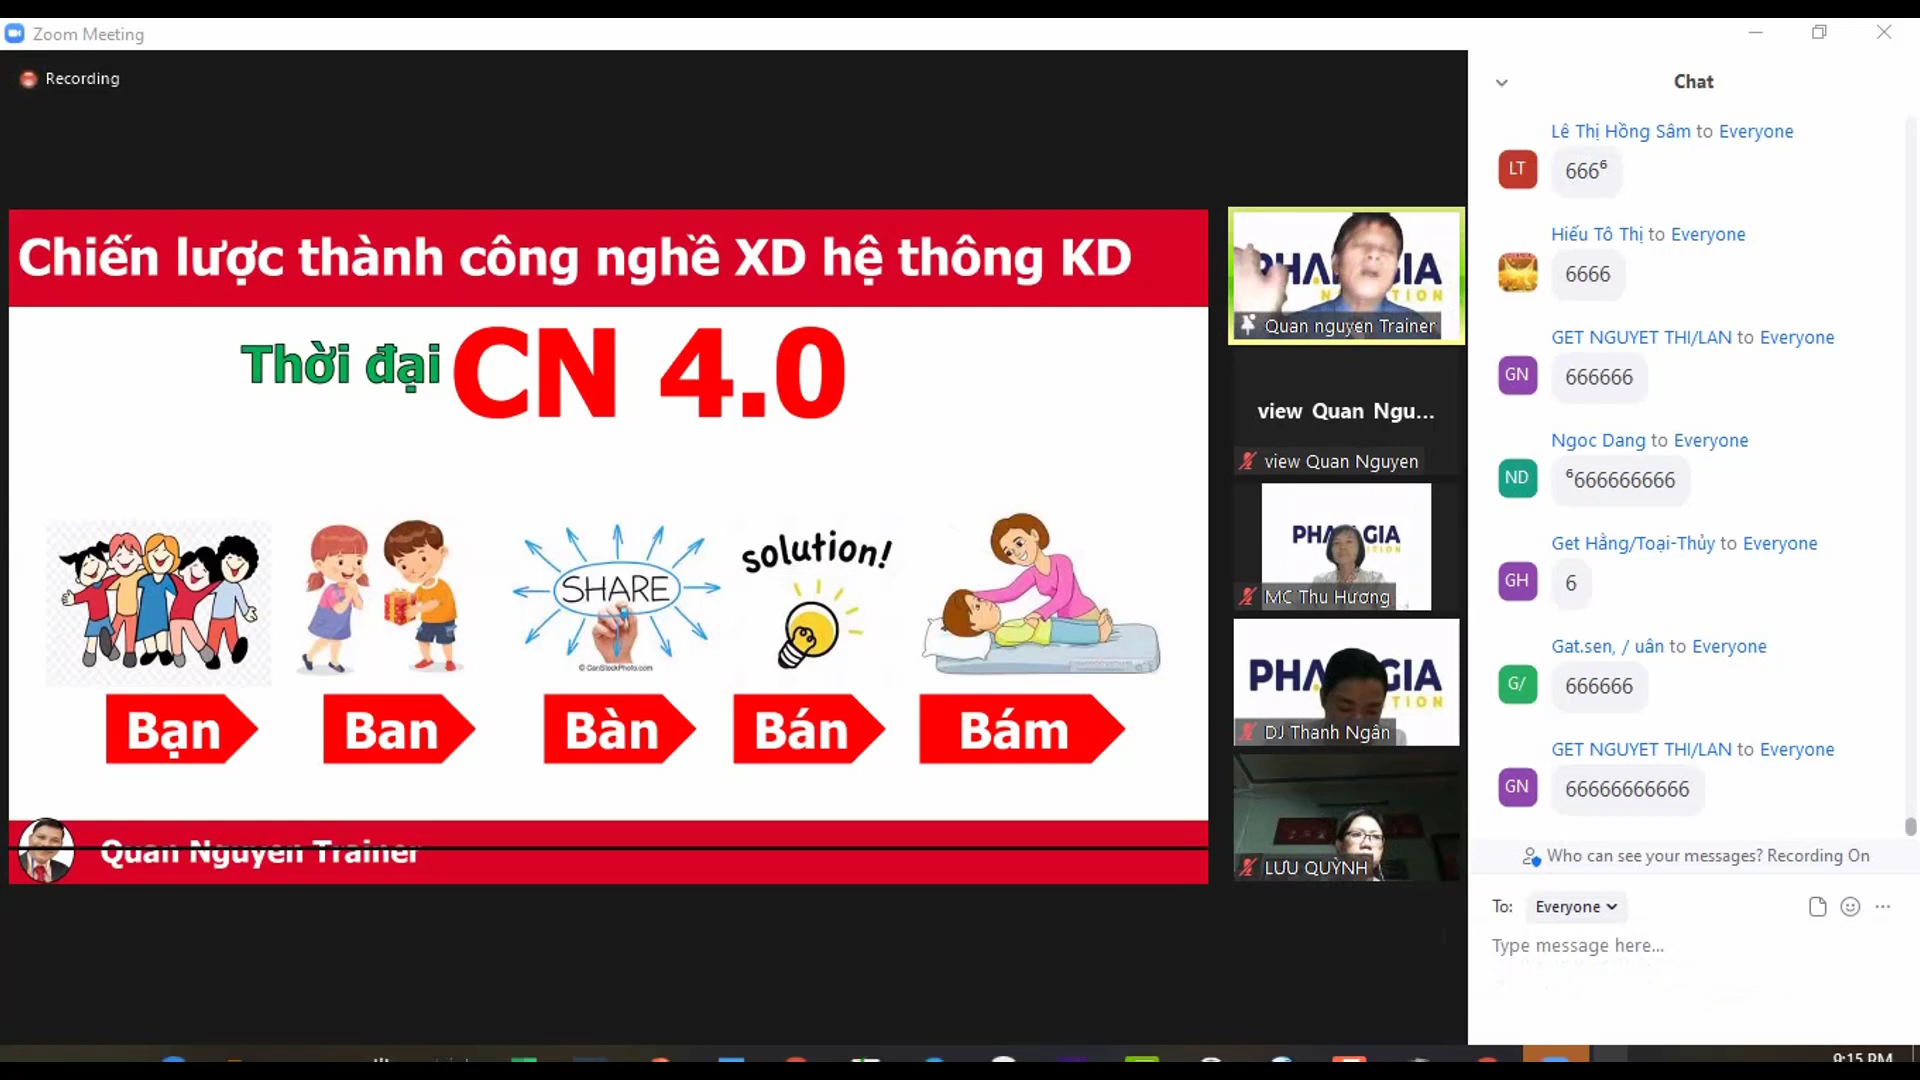 Zoom Meeting
Recording
Chiến lược thành công nghề XD hệ thông KD
Thời đại CN 4.0
SHARE
© CanStockPhoto.com
solution!
Bạn
Ban
Bàn
Bán
Bám
Quan Nguyen Trainer
Quan nguyen Trainer
view Quan Ngu...
view Quan Nguyen
MC Thu Hương
DJ Thanh Ngân
LƯU QUỲNH
Chat
Lê Thị Hồng Sâm to Everyone
LT
666⁶
Hiếu Tô Thị to Everyone
6666
GET NGUYET THI/LAN to Everyone
GN
666666
Ngoc Dang to Everyone
ND
⁶666666666
Get Hằng/Toại-Thủy to Everyone
GH
6
Gat.sen, / uân to Everyone
G/
666666
GET NGUYET THI/LAN to Everyone
GN
66666666666
Who can see your messages? Recording On
To: Everyone
Type message here...
9:15 PM